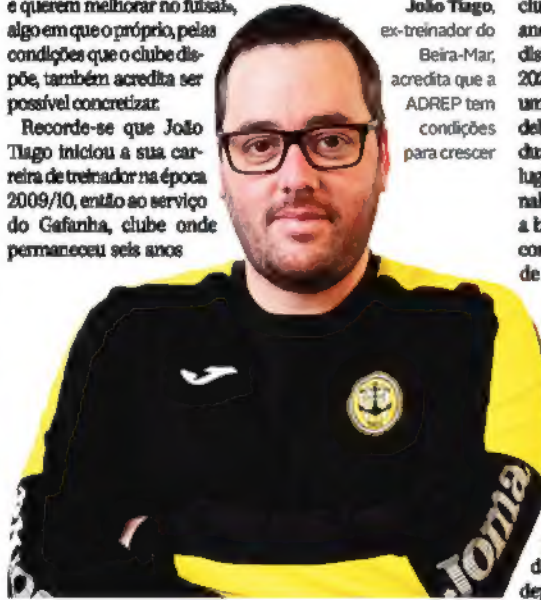 e querem melhorar no futsal»,
algo em que o próprio, pelas
condições que o clube dis-
põe, também acredita ser
possível concretizar.
Recorde-se que João
Tiago iniciou a sua car-
reira de treinador na época
2009/10, então ao serviço
do Gafanha, clube onde
permaneceu seis anos
João Tiago,
ex-treinador do
Beira-Mar,
acredita que a
ADREP tem
condições
para crescer
Joma